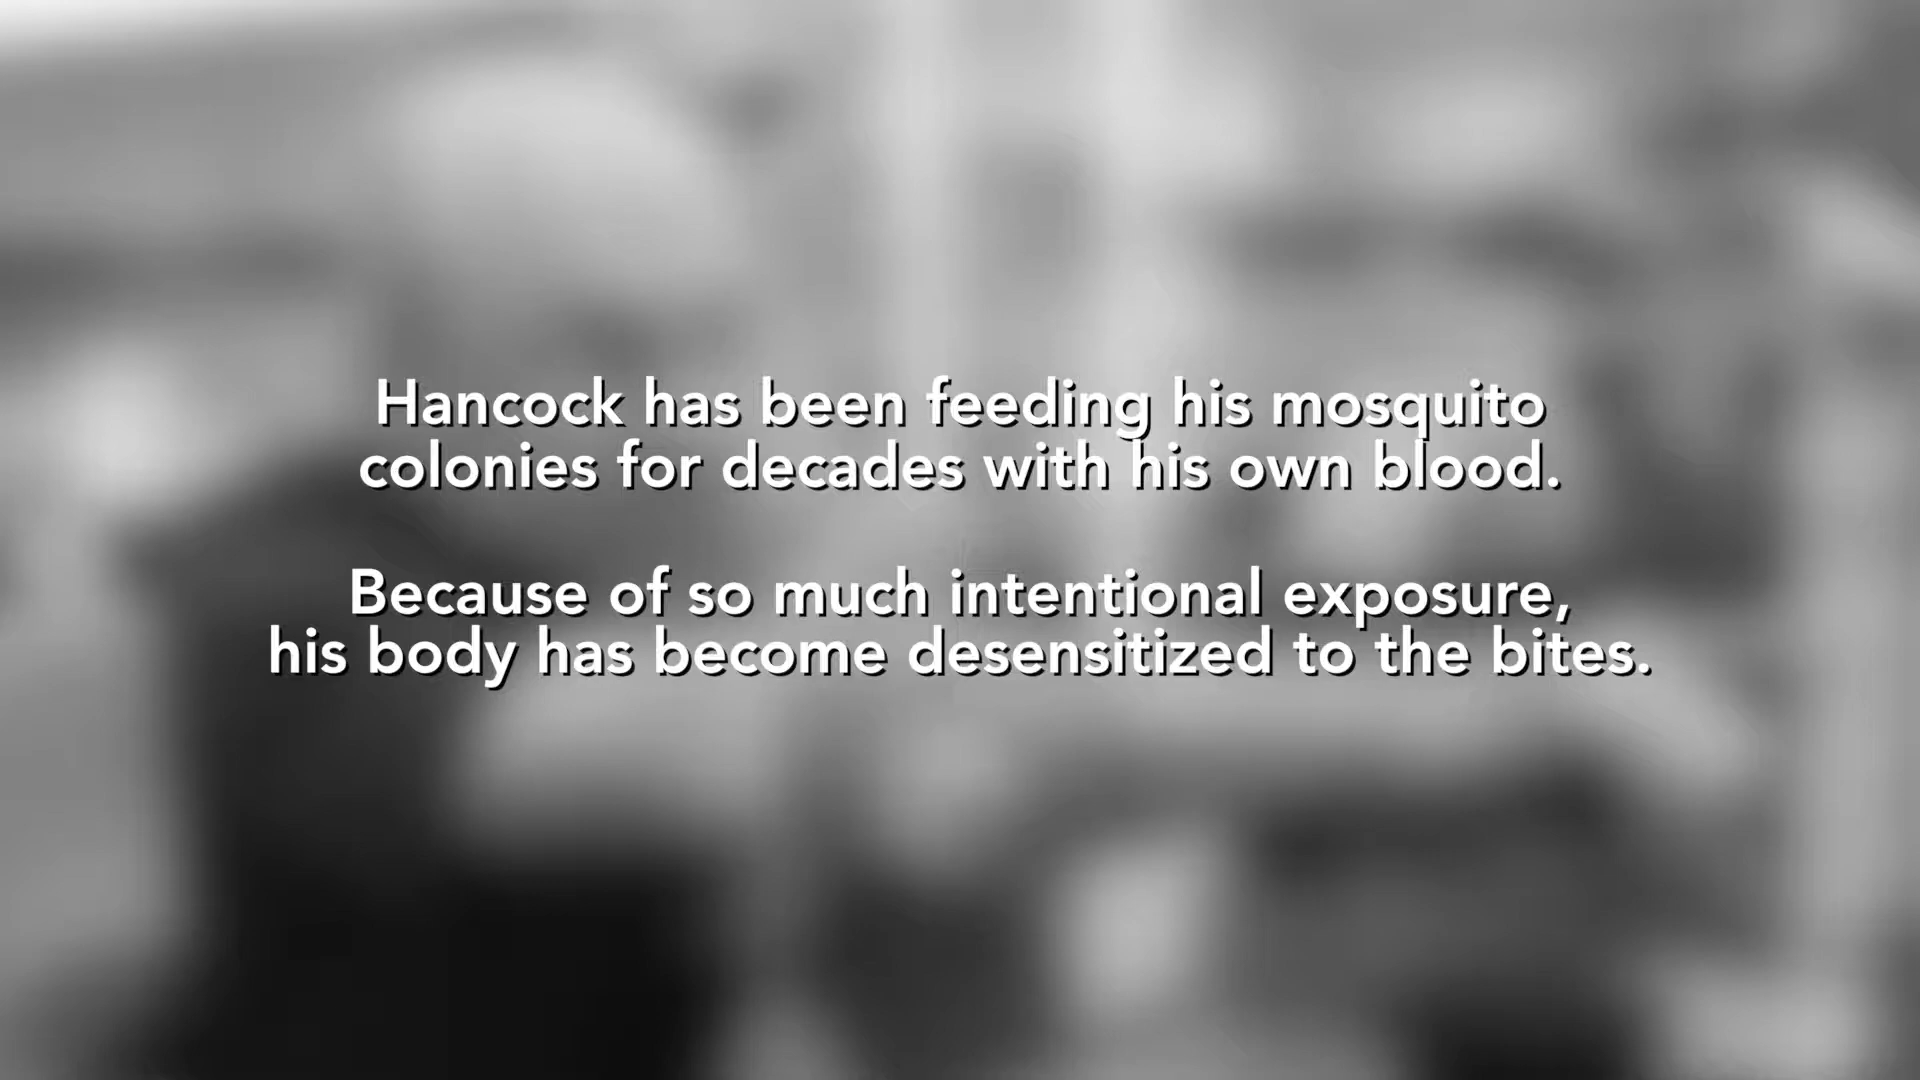 Hancock has been feeding his mosquito
colonies for decades with his own blood.
Because of so much intentional exposure,
his body has become desensitized to the bites.